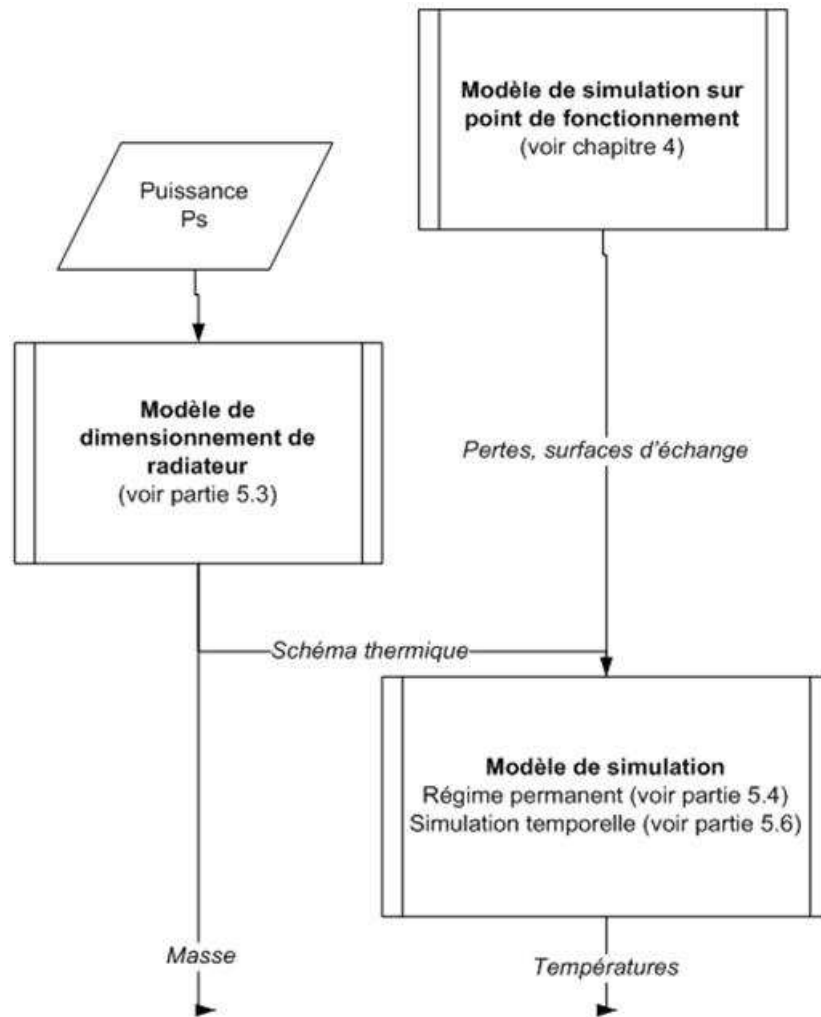 Modèle de simulation sur
point de fonctionnement
(voir chapitre 4)
Puissance
Ps
Modèle de
dimensionnement de
radiateur
(voir partie 5.3)
Pertes, surfaces d'échange
Schéma thermique
Modèle de simulation
Régime permanent (voir partie 5.4)
Simulation temporelle (voir partie 5.6)
Masse
Températures